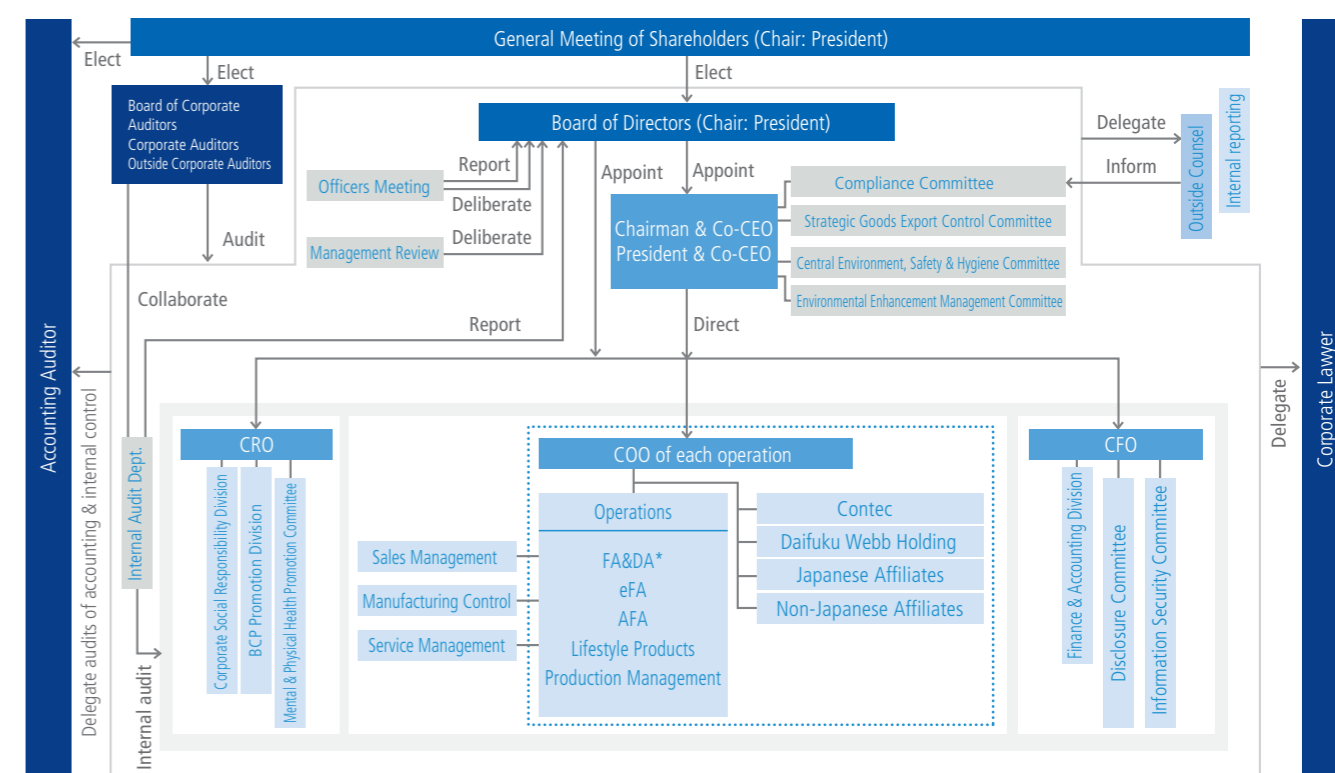 General Meeting of Shareholders (Chair: President)
Elect
Elect
Elect
Board of Corporate
Auditors
Corporate Auditors
Outside Corporate Auditors
Board of Directors (Chair: President)
Delegate
Inform
Outside Counsel
Internal reporting
Officers Meeting
Report
Deliberate
Management Review
Deliberate
Appoint
Appoint
Chairman & Co-CEO
President & Co-CEO
Compliance Committee
Strategic Goods Export Control Committee
Central Environment, Safety & Hygiene Committee
Environmental Enhancement Management Committee
Audit
Collaborate
Report
Direct
Accounting Auditor
Delegate audits of accounting & internal control
Internal Audit Dept.
Internal audit
Delegate
Corporate Lawyer
CRO
Corporate Social Responsibility Division
BCP Promotion Division
Mental & Physical Health Promotion Committee
COO of each operation
Operations
FA&DA*
eFA
AFA
Lifestyle Products
Production Management
Sales Management
Manufacturing Control
Service Management
Contec
Daifuku Webb Holding
Japanese Affiliates
Non-Japanese Affiliates
CFO
Finance & Accounting Division
Disclosure Committee
Information Security Committee